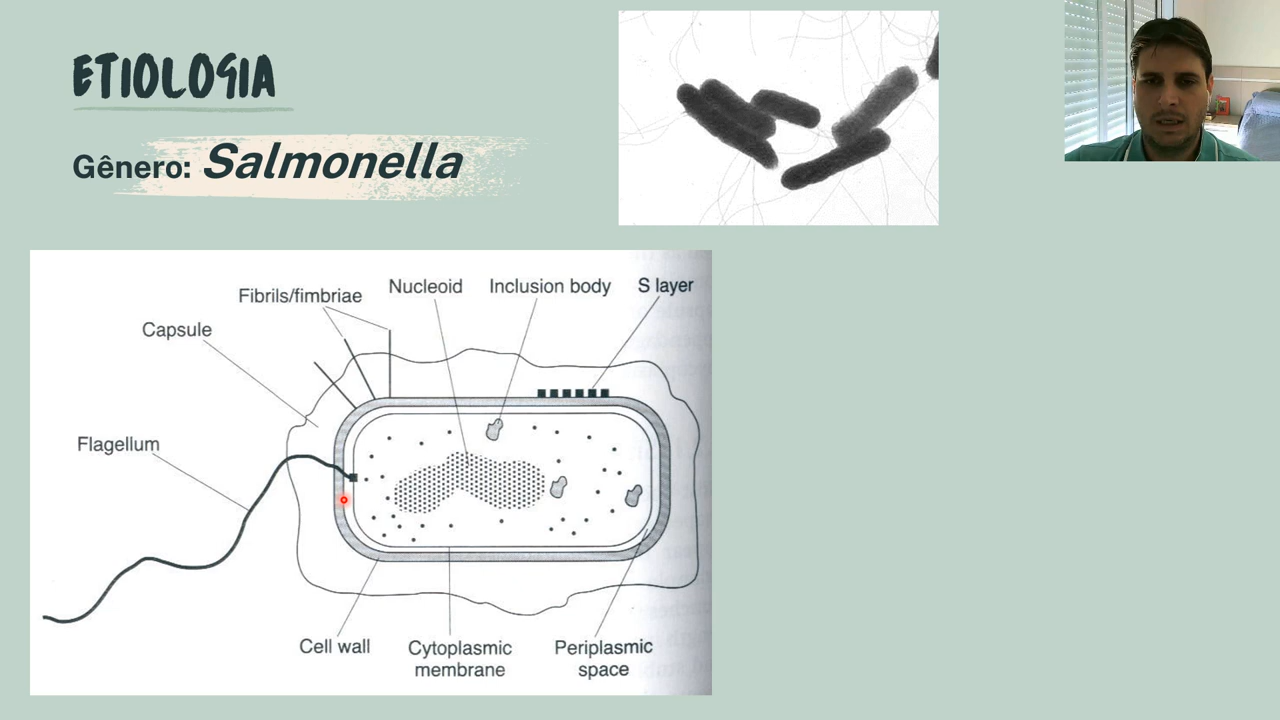 ETIOLOGIA
Gênero: Salmonella
Nucleoid
Inclusion body
S layer
Fibrils/fimbriae
Capsule
Flagellum
Cell wall
Cytoplasmic
membrane
Periplasmic
space